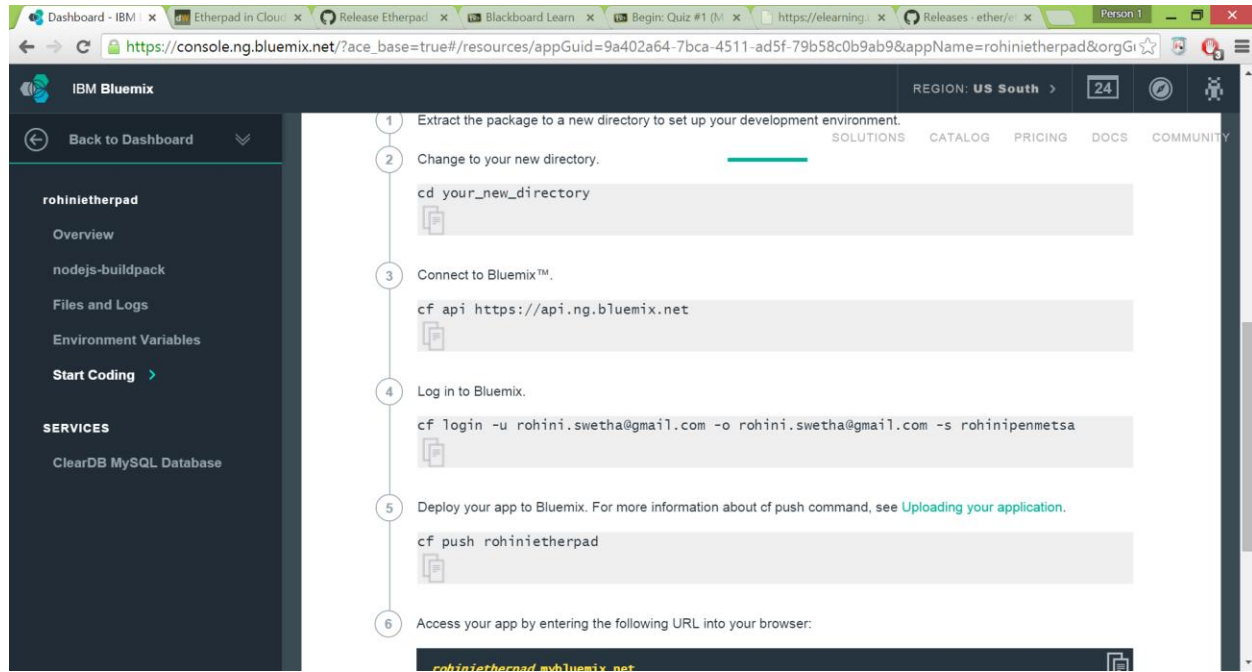 Dashboard - IBM
Etherpad in Cloud
Release Etherpad
Blackboard Learn
Begin: Quiz #1 (M
https://elearning.u
Releases · ether/et
Person 1
https://console.ng.bluemix.net/?ace_base=true#/resources/appGuid=9a402a64-7bca-4511-ad5f-79b58c0b9ab9&appName=rohinietherpad&orgGu
3
IBM Bluemix
REGION: US South >
24
Back to Dashboard
SOLUTIONS CATALOG PRICING DOCS COMMUNITY
rohinietherpad
Overview
nodejs-buildpack
Files and Logs
Environment Variables
Start Coding >
SERVICES
ClearDB MySQL Database
1 Extract the package to a new directory to set up your development environment.
2 Change to your new directory.
cd your_new_directory
3 Connect to Bluemix™.
cf api https://api.ng.bluemix.net
4 Log in to Bluemix.
cf login -u rohini.swetha@gmail.com -o rohini.swetha@gmail.com -s rohinipenmetsa
5 Deploy your app to Bluemix. For more information about cf push command, see Uploading your application.
cf push rohinietherpad
6 Access your app by entering the following URL into your browser:
rohinietherpad.mybluemix.net